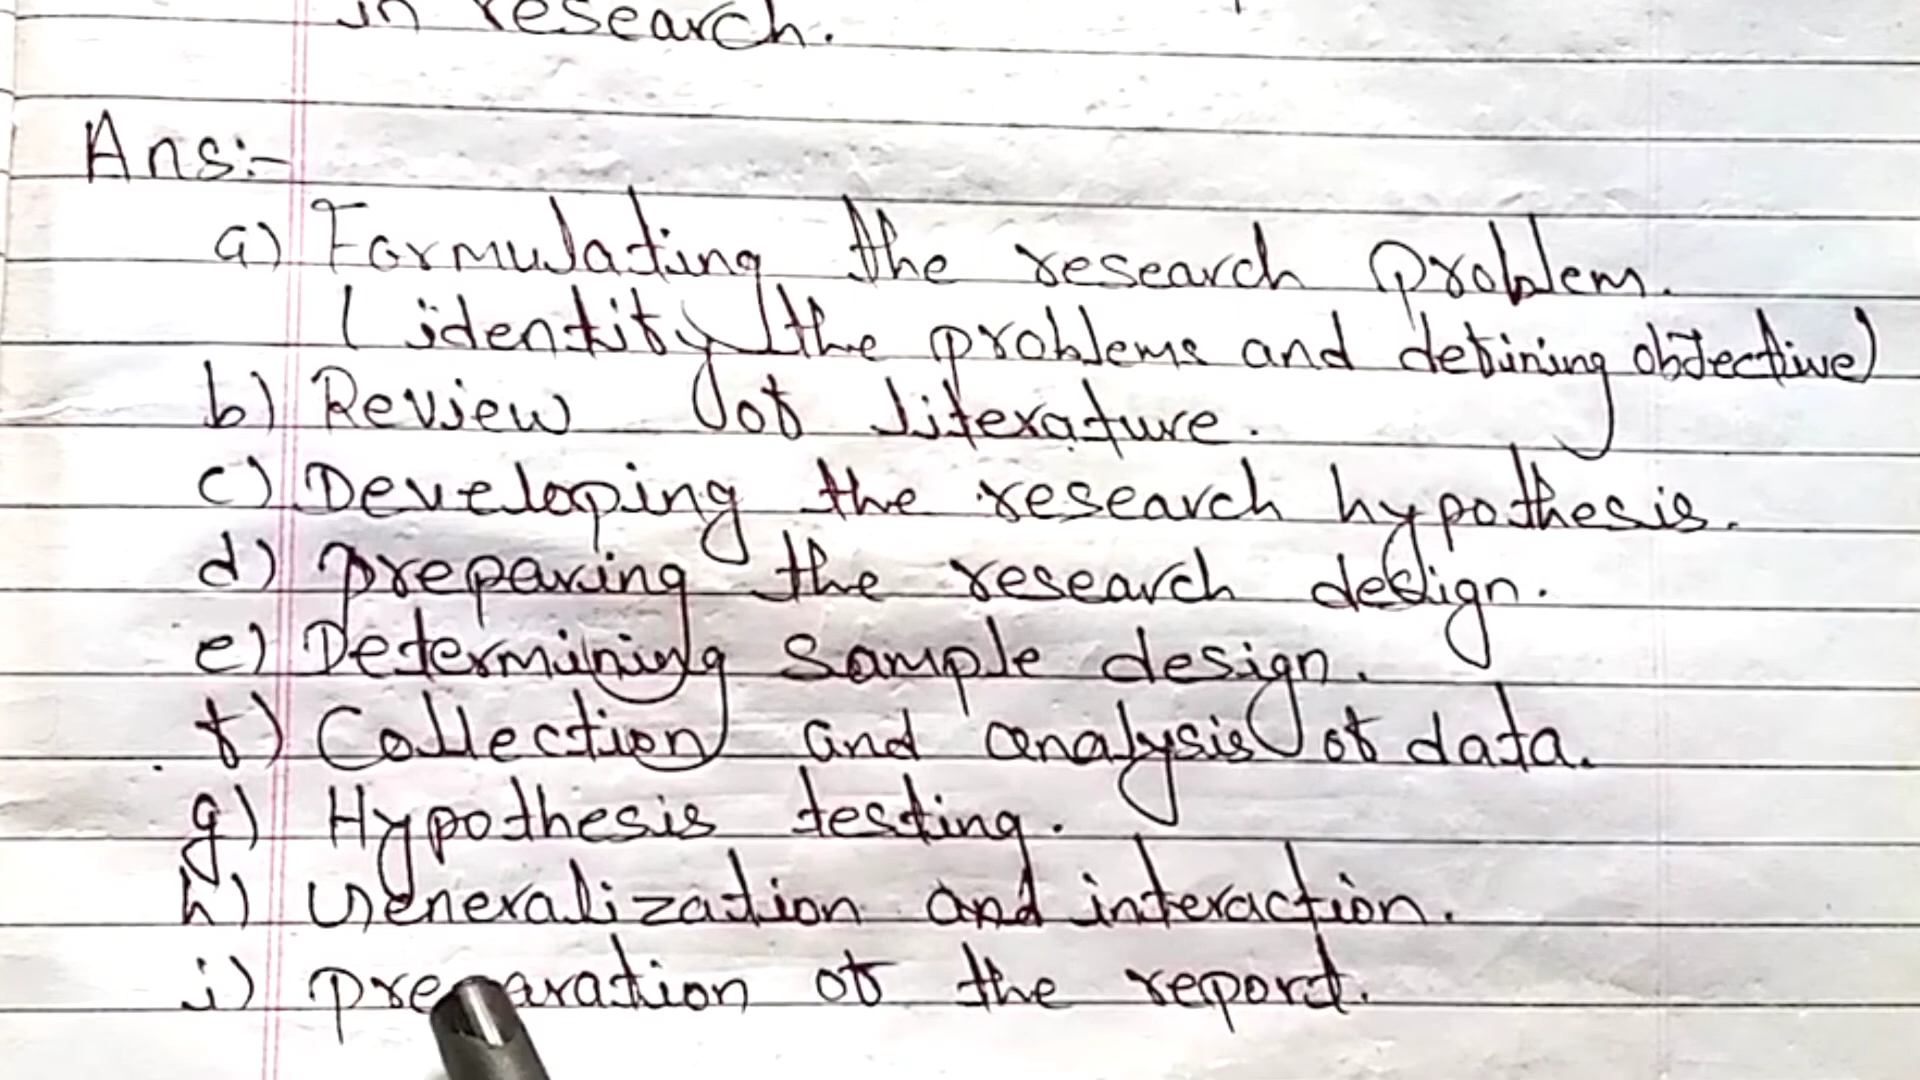 in research.
Ans:-
a) Formulating the research problem.
(identify the problems and defining objective)
b) Review of literature.
c) Developing the research hypothesis.
d) preparing the research design.
e) Determining sample design.
f) Collection and analysis of data.
g) Hypothesis testing.
h) Generalization and interaction.
i) preparation of the report.